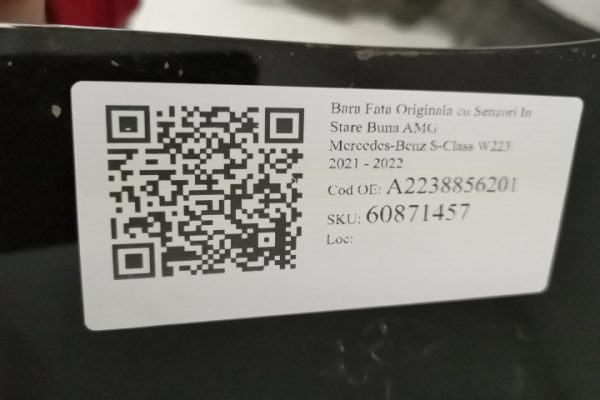 Bara Fata Originala cu Senzori In
Stare Buna AMG
Mercedes-Benz S-Class W223
2021 - 2022
Cod OE: A2238856201
SKU: 60871457
Loc: